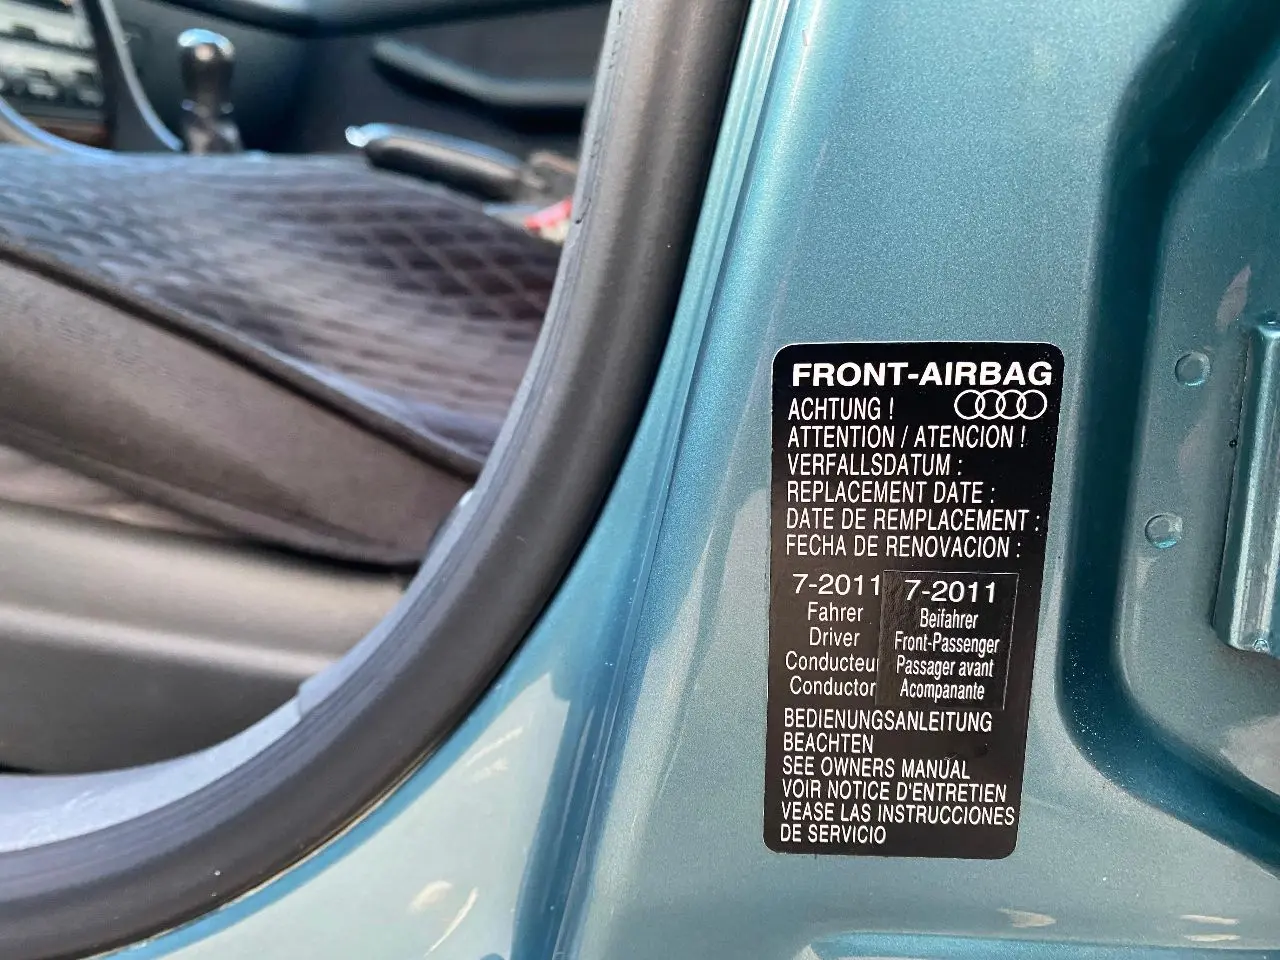 FRONT-AIRBAG
ACHTUNG !
ATTENTION / ATENCION !
VERFALLSDATUM :
REPLACEMENT DATE :
DATE DE REMPLACEMENT :
FECHA DE RENOVACION :
7-2011 7-2011
Fahrer Beifahrer
Driver Front-Passenger
Conducteur Passager avant
Conductor Acompanante
BEDIENUNGSANLEITUNG
BEACHTEN
SEE OWNERS MANUAL
VOIR NOTICE D'ENTRETIEN
VEASE LAS INSTRUCCIONES
DE SERVICIO